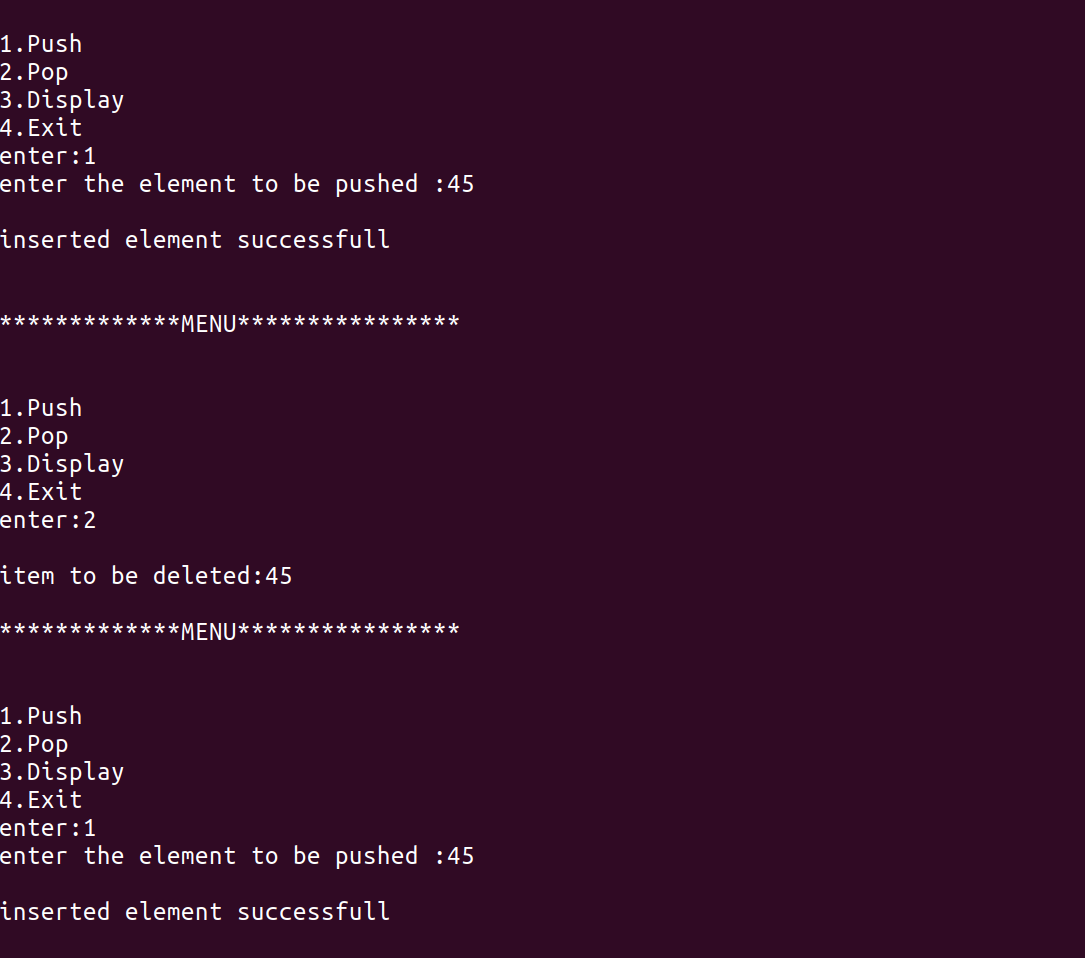 1.Push
2.Pop
3.Display
4.Exit
enter:1
enter the element to be pushed :45
inserted element successfull
*************MENU****************
1.Push
2.Pop
3.Display
4.Exit
enter:2
item to be deleted:45
*************MENU****************
1.Push
2.Pop
3.Display
4.Exit
enter:1
enter the element to be pushed :45
inserted element successfull